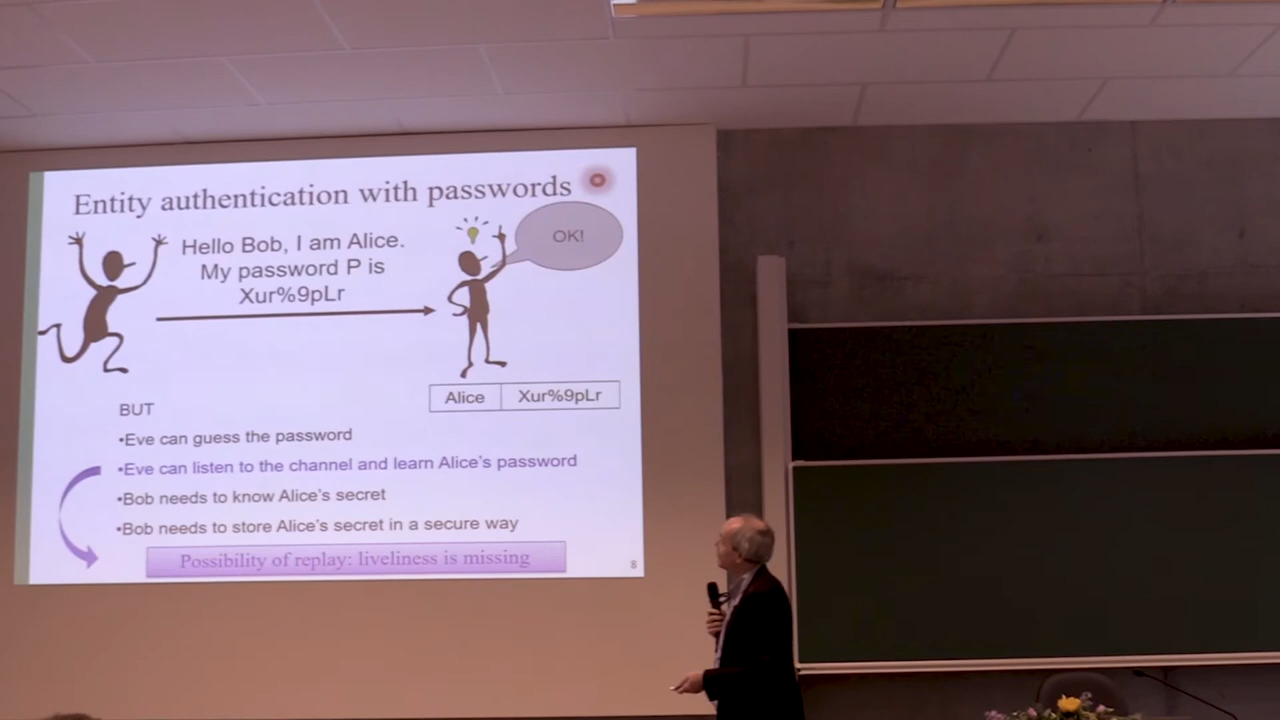 Entity authentication with passwords
Hello Bob, I am Alice.
My password P is
Xur%9pLr
OK!
Alice Xur%9pLr
BUT
•Eve can guess the password
•Eve can listen to the channel and learn Alice's password
•Bob needs to know Alice's secret
•Bob needs to store Alice's secret in a secure way
Possibility of replay: liveliness is missing
8